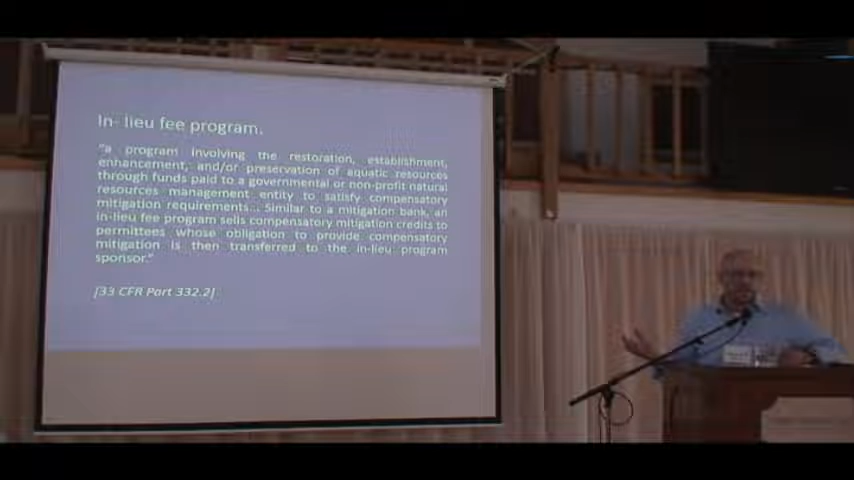 In- lieu fee program.
"a program involving the restoration, establishment,
enhancement, and/or preservation of aquatic resources
through funds paid to a governmental or non-profit natural
resources management entity to satisfy compensatory
mitigation requirements... Similar to a mitigation bank, an
in-lieu fee program sells compensatory mitigation credits to
permittees whose obligation to provide compensatory
mitigation is then transferred to the in-lieu program
sponsor."
[33 CFR Part 332.2]